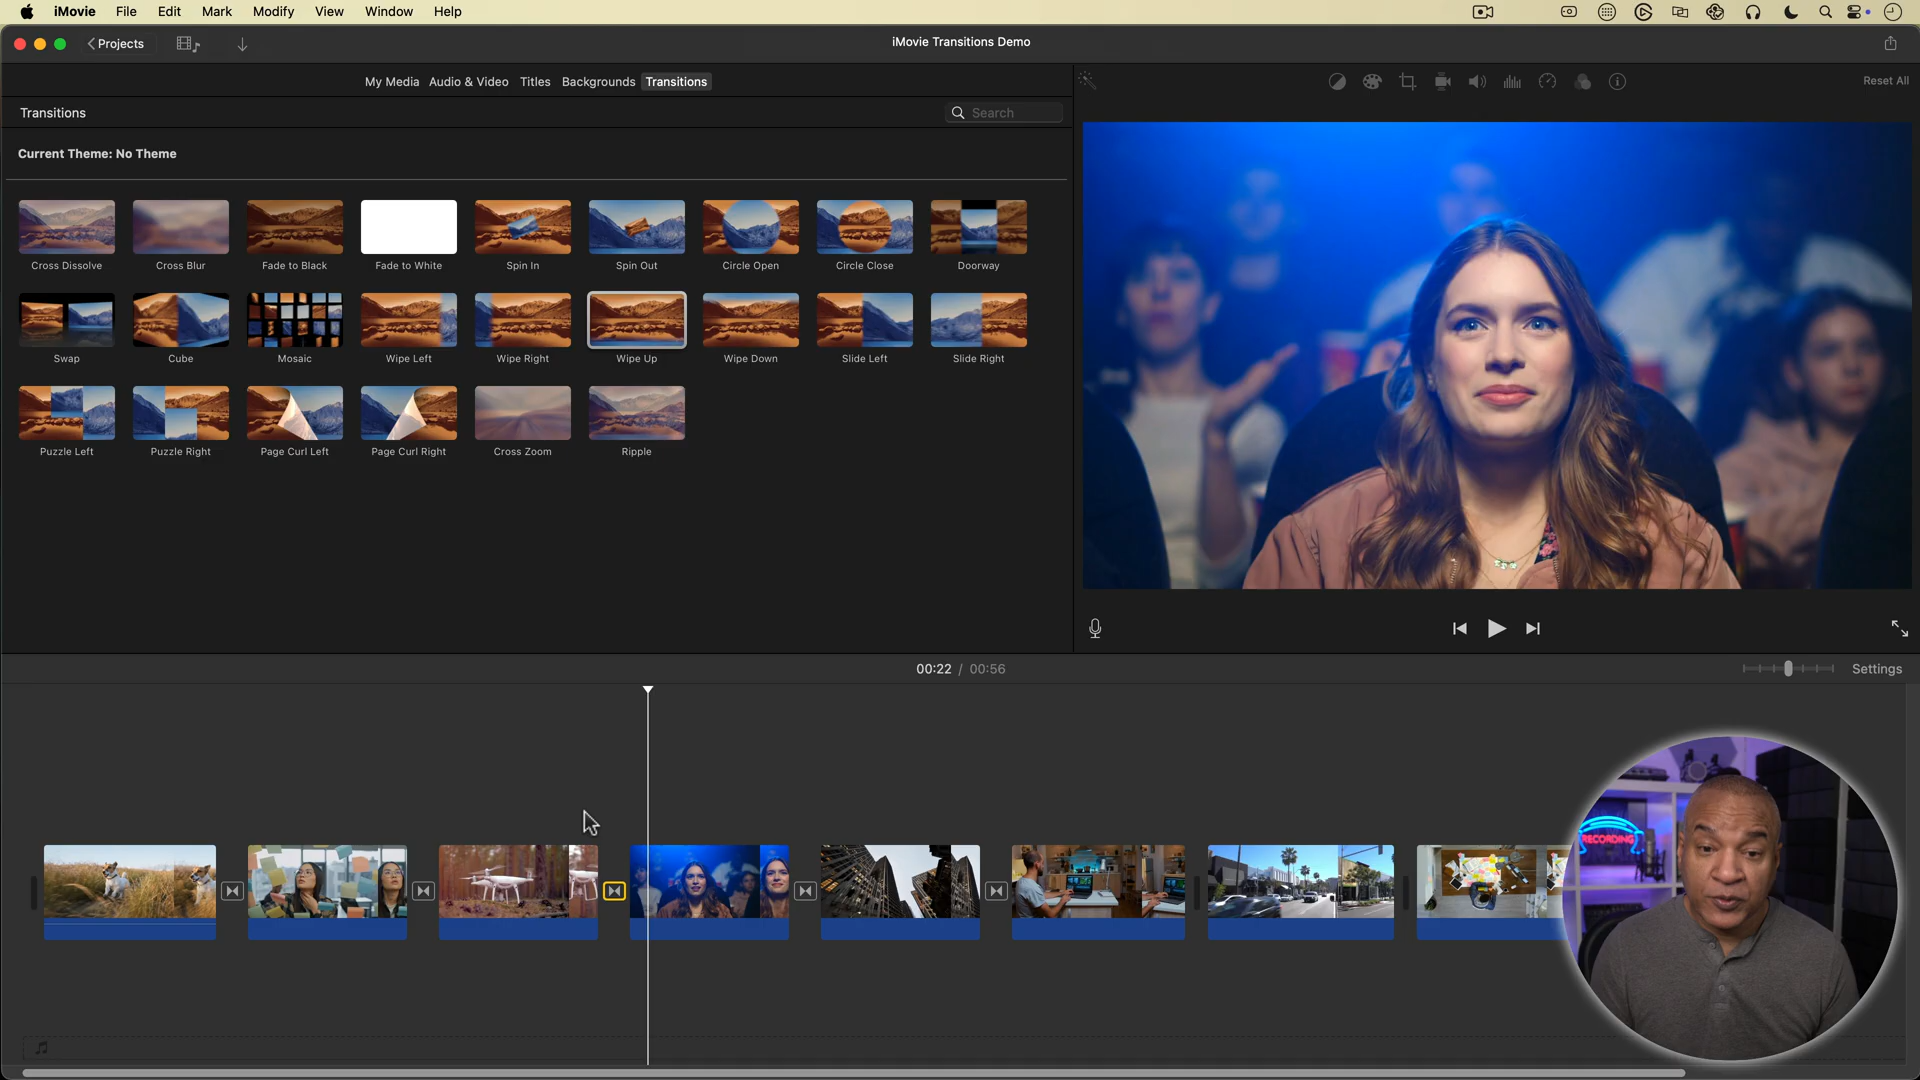 iMovie File Edit Mark Modify View Window Help
Projects
iMovie Transitions Demo
My Media Audio & Video Titles Backgrounds Transitions
Reset All
Transitions
Search
Current Theme: No Theme
Cross Dissolve Cross Blur Fade to Black Fade to White Spin In Spin Out Circle Open Circle Close Doorway
Swap Cube Mosaic Wipe Left Wipe Right Wipe Up Wipe Down Slide Left Slide Right
Puzzle Left Puzzle Right Page Curl Left Page Curl Right Cross Zoom Ripple
00:22 / 00:56
Settings
RECORDING